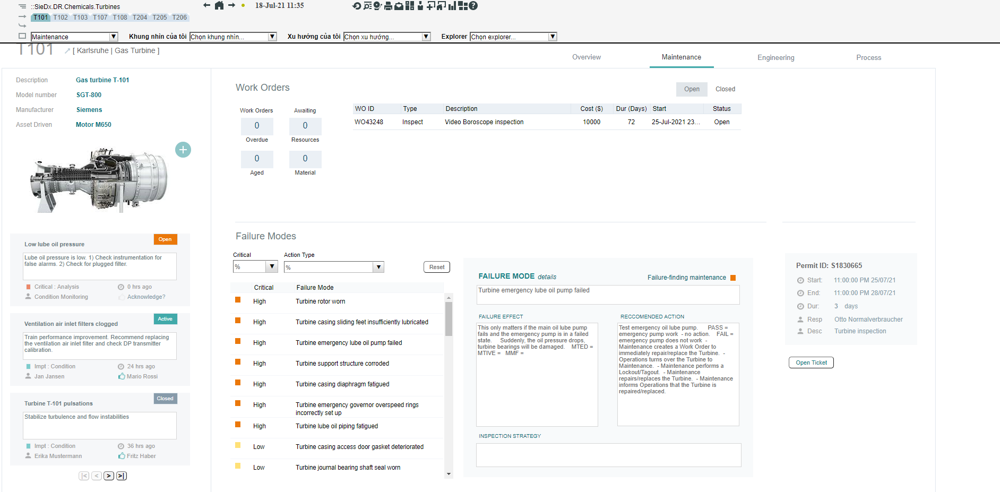 ::SieDx.DR.Chemicals.Turbines
18-Jul-21 11:35
T101 T102 T103 T107 T108 T204 T205 T206
Maintenance
Khung nhìn của tôi
Chọn khung nhìn...
Xu hướng của tôi
Chọn xu hướng...
Explorer
Chọn explorer...
T101
[ Karlsruhe | Gas Turbine ]
Overview
Maintenance
Engineering
Process
Description Gas turbine T-101
Model number SGT-800
Manufacturer Siemens
Asset Driven Motor M650
Open
Low lube oil pressure
Lube oil pressure is low. 1) Check instrumentation for
false alarms. 2) Check for plugged filter.
Critical : Analysis 0 hrs ago
Condition Monitoring Acknowledge?
Active
Ventilation air inlet filters clogged
Train performance improvement. Recommend replacing
the ventilation air inlet filter and check DP transmitter
calibration.
Impt : Condition 24 hrs ago
Jan Jansen Mario Rossi
Closed
Turbine T-101 pulsations
Stabilize turbulence and flow instabilities
Impt : Condition 36 hrs ago
Erika Mustermann Fritz Haber
|< < > >|
Work Orders
Open Closed
Work Orders Awaiting
0 0
Overdue Resources
0 0
Aged Material
WO ID Type Description Cost ($) Dur (Days) Start Status
WO43248 Inspect Video Boroscope inspection 10000 72 25-Jul-2021 23... Open
Failure Modes
Critical Action Type
% % Reset
Critical Failure Mode
High Turbine rotor worn
High Turbine casing sliding feet insufficiently lubricated
High Turbine emergency lube oil pump failed
High Turbine support structure corroded
High Turbine casing diaphragm fatigued
High Turbine emergency governor overspeed rings
incorrectly set up
High Turbine lube oil piping fatigued
Low Turbine casing access door gasket deteriorated
Low Turbine journal bearing shaft seal worn
FAILURE MODE details
Failure-finding maintenance
Turbine emergency lube oil pump failed
FAILURE EFFECT
This only matters if the main oil lube pump
fails and the emergency pump is in a failed
state. Suddenly, the oil pressure drops,
turbine bearings will be damaged. MTED =
MTIVE = MMF =
RECCOMENDED ACTION
Test emergency oil lube pump. PASS =
emergency pump work - no action. FAIL =
emergency pump does not work -
Maintenance creates a Work Order to
immediately repair/replace the Turbine. -
Operations turns over the Turbine to
Maintenance. - Maintenance performs a
Lockout/Tagout. - Maintenance
repairs/replaces the Turbine. - Maintenance
informs Operations that the Turbine is
repaired/replaced.
INSPECTION STRATEGY
Permit ID: S1830665
Start: 11:00:00 PM 25/07/21
End: 11:00:00 PM 28/07/21
Dur: 3 days
Resp Otto Normalverbraucher
Desc Turbine inspection
Open Ticket